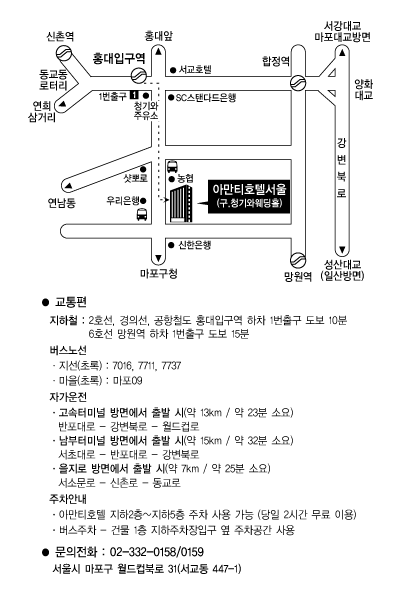 신촌역
홍대앞
서강대교
마포대교방면
홍대입구역
합정역
서교호텔
동교동
로터리
양화
대교
1번출구 1
청기와
주유소
SC스탠다드은행
연희
삼거리
강변북로
샷뽀로
농협
아만티호텔서울
(구.청기와웨딩홀)
연남동
우리은행
신한은행
마포구청
망원역
성산대교
(일산방면)
● 교통편
지하철 : 2호선, 경의선, 공항철도 홍대입구역 하차 1번출구 도보 10분
6호선 망원역 하차 1번출구 도보 15분
버스노선
· 지선(초록) : 7016, 7711, 7737
· 마을(초록) : 마포09
자가운전
· 고속터미널 방면에서 출발 시(약 13km / 약 23분 소요)
반포대로 – 강변북로 – 월드컵로
· 남부터미널 방면에서 출발 시(약 15km / 약 32분 소요)
서초대로 – 반포대로 – 강변북로
· 을지로 방면에서 출발 시(약 7km / 약 25분 소요)
서소문로 – 신촌로 – 동교로
주차안내
· 아만티호텔 지하2층~지하5층 주차 사용 가능 (당일 2시간 무료 이용)
· 버스주차 – 건물 1층 지하주차장입구 옆 주차공간 사용
● 문의전화 : 02–332–0158/0159
서울시 마포구 월드컵북로 31(서교동 447–1)